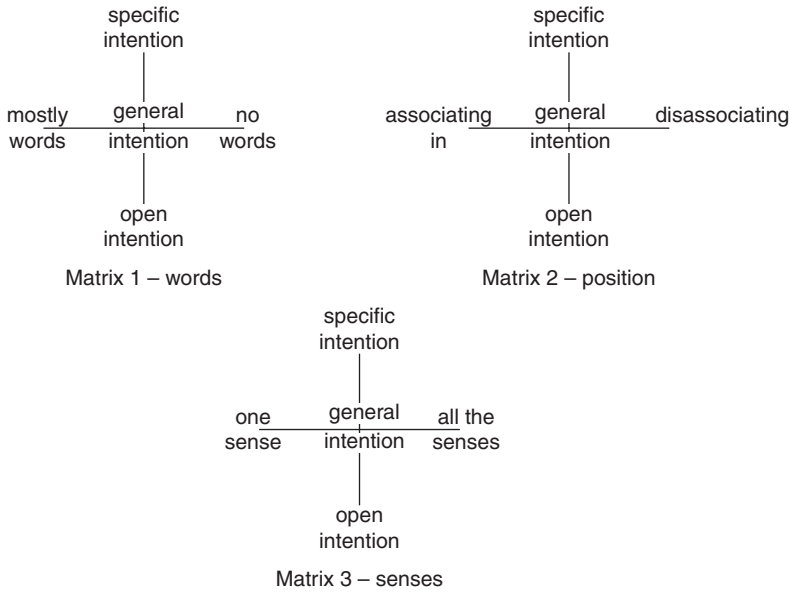 specific
intention
mostly
words
general
intention
no
words
open
intention
Matrix 1 – words
specific
intention
associating
in
general
intention
disassociating
open
intention
Matrix 2 – position
specific
intention
one
sense
general
intention
all the
senses
open
intention
Matrix 3 – senses